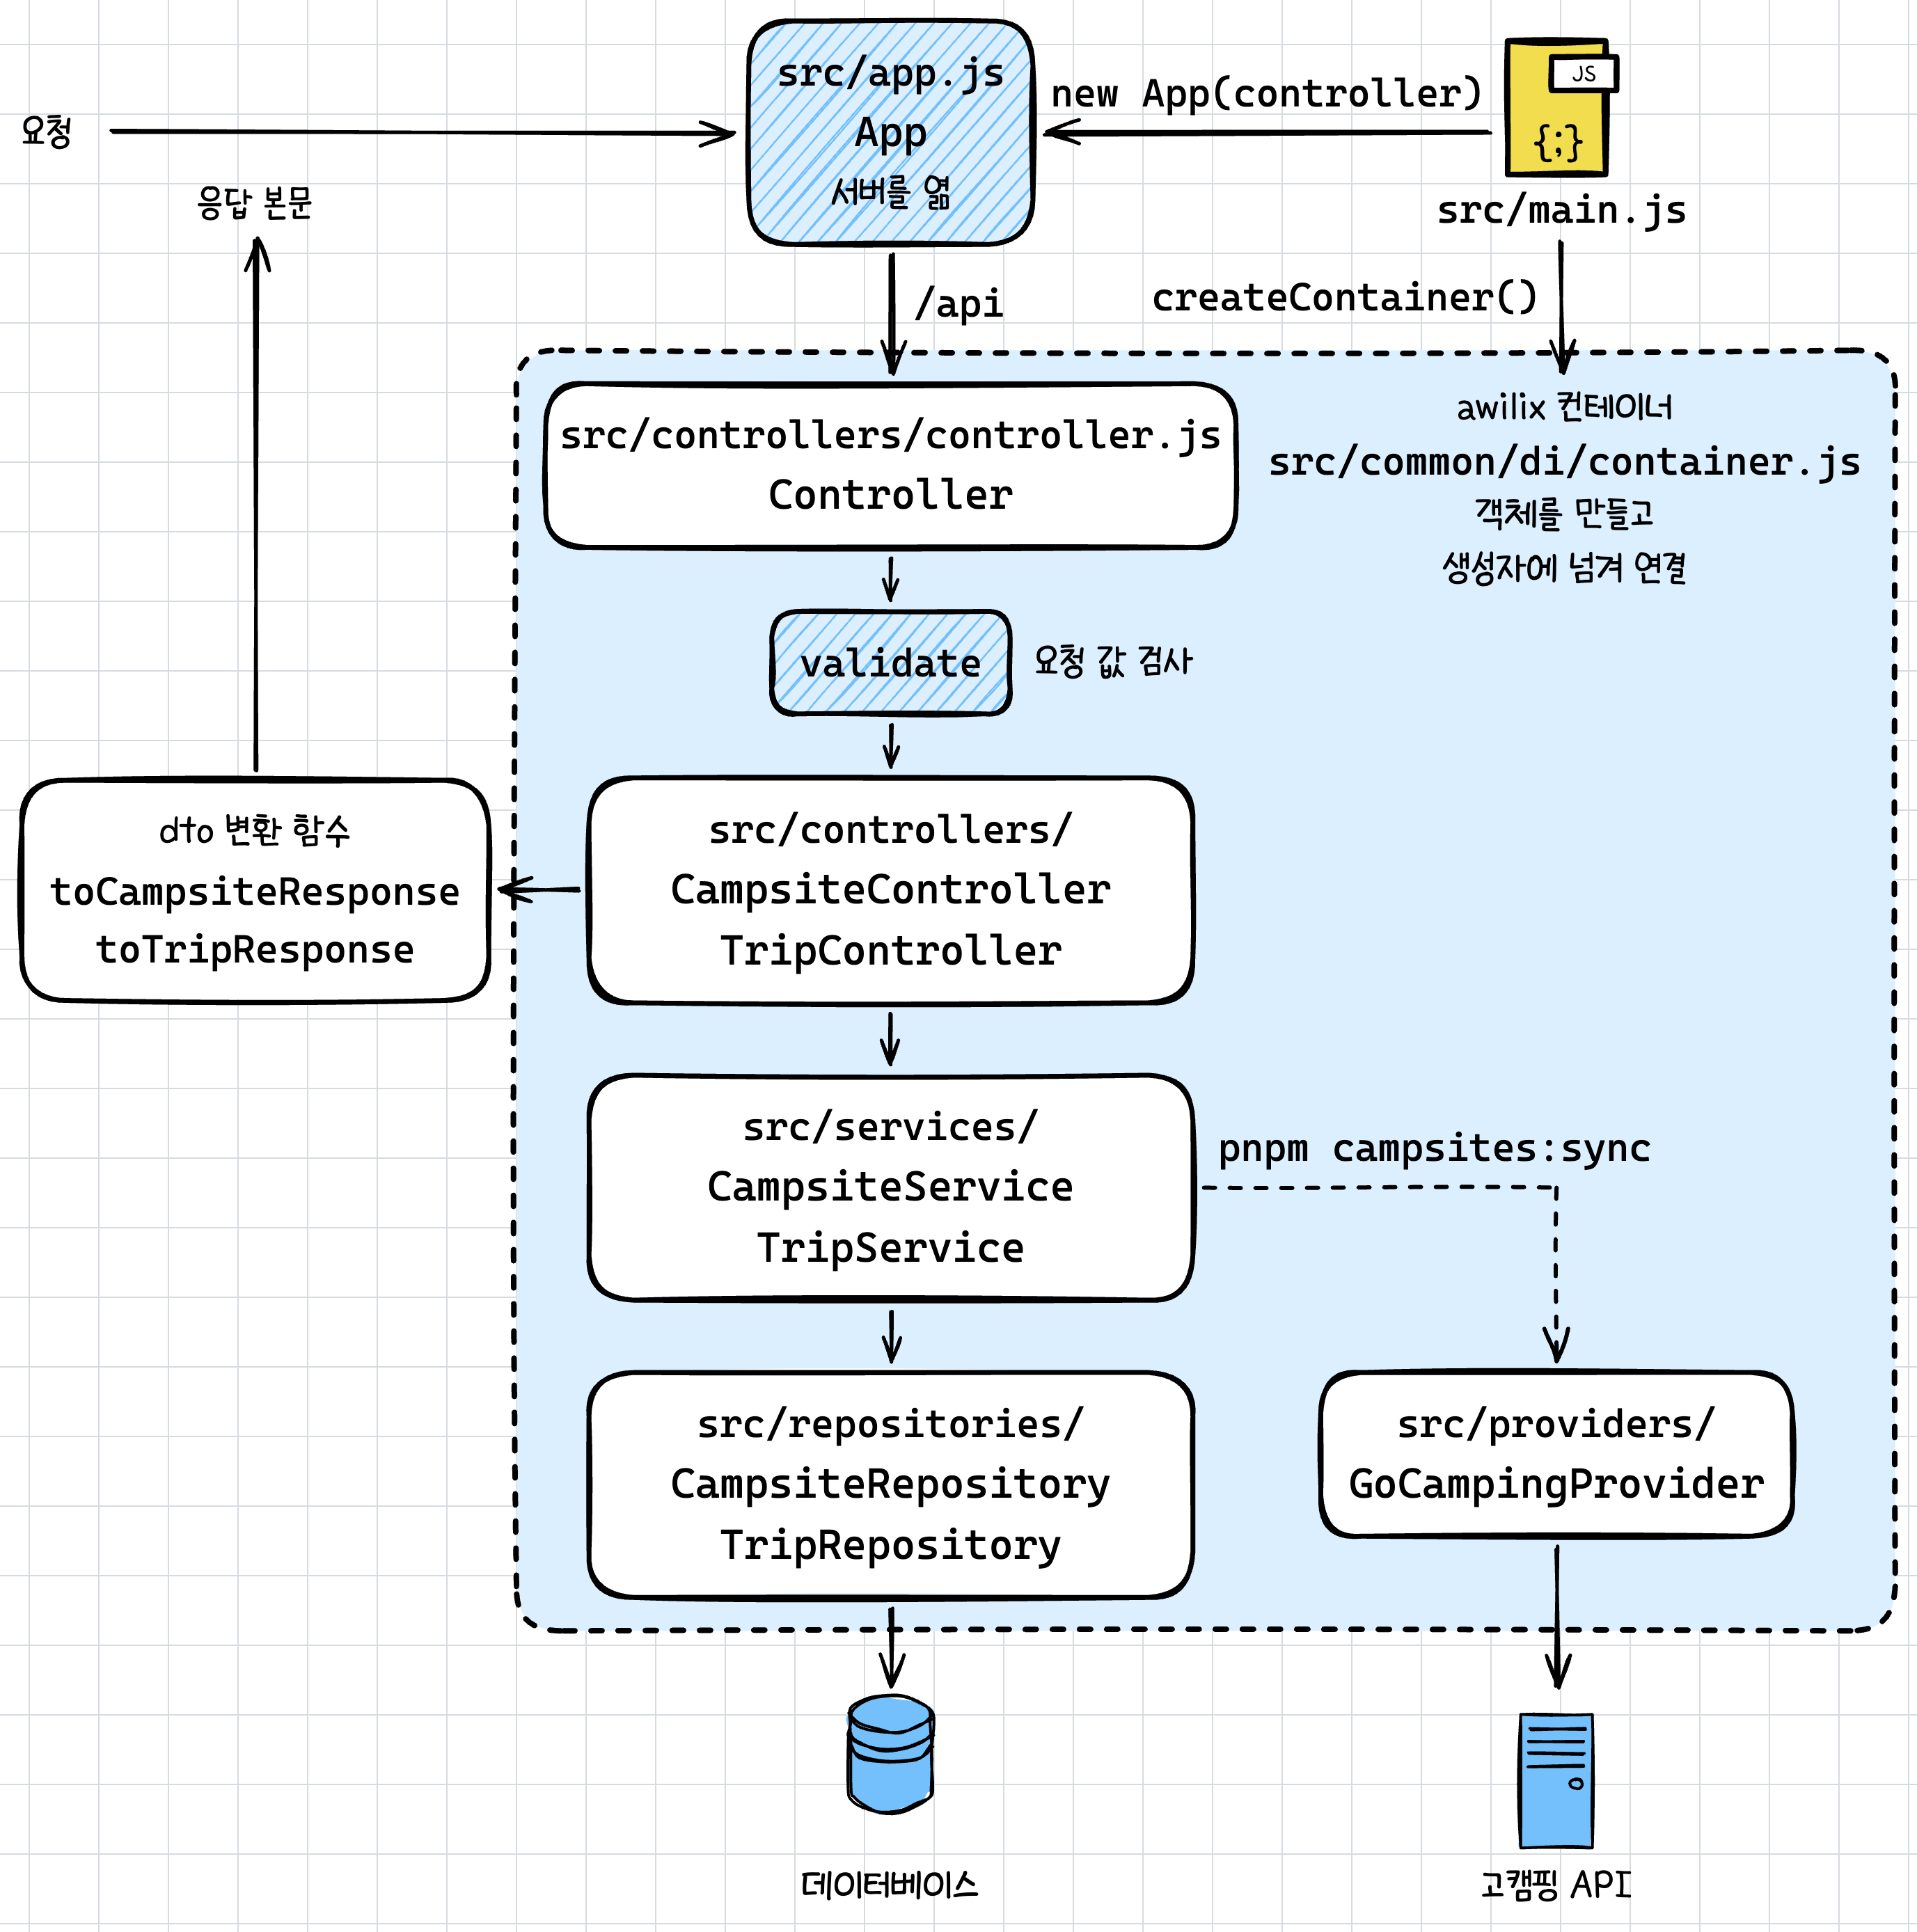 src/app.js
App
서버를 엶
new App(controller)
JS
{;}
src/main.js
요청
응답 본문
/api
createContainer()
src/controllers/controller.js
Controller
awilix 컨테이너
src/common/di/container.js
객체를 만들고
생성자에 넘겨 연결
validate
요청 값 검사
dto 변환 함수
toCampsiteResponse
toTripResponse
src/controllers/
CampsiteController
TripController
src/services/
CampsiteService
TripService
pnpm campsites:sync
src/repositories/
CampsiteRepository
TripRepository
src/providers/
GoCampingProvider
데이터베이스
고캠핑 API